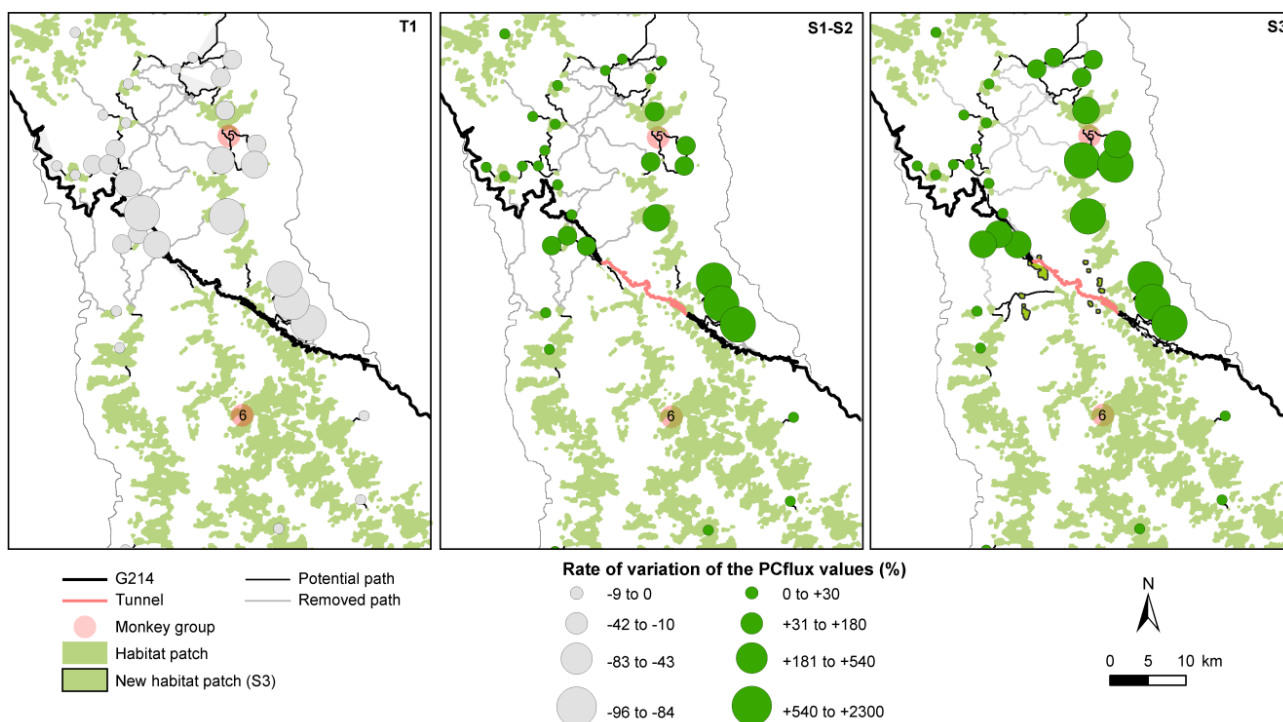 T1
S1-S2
S3
5
5
5
6
6
6
G214
Potential path
Tunnel
Removed path
Monkey group
Habitat patch
New habitat patch (S3)
Rate of variation of the PCflux values (%)
-9 to 0
0 to +30
-42 to -10
+31 to +180
-83 to -43
+181 to +540
-96 to -84
+540 to +2300
N
0 5 10 km